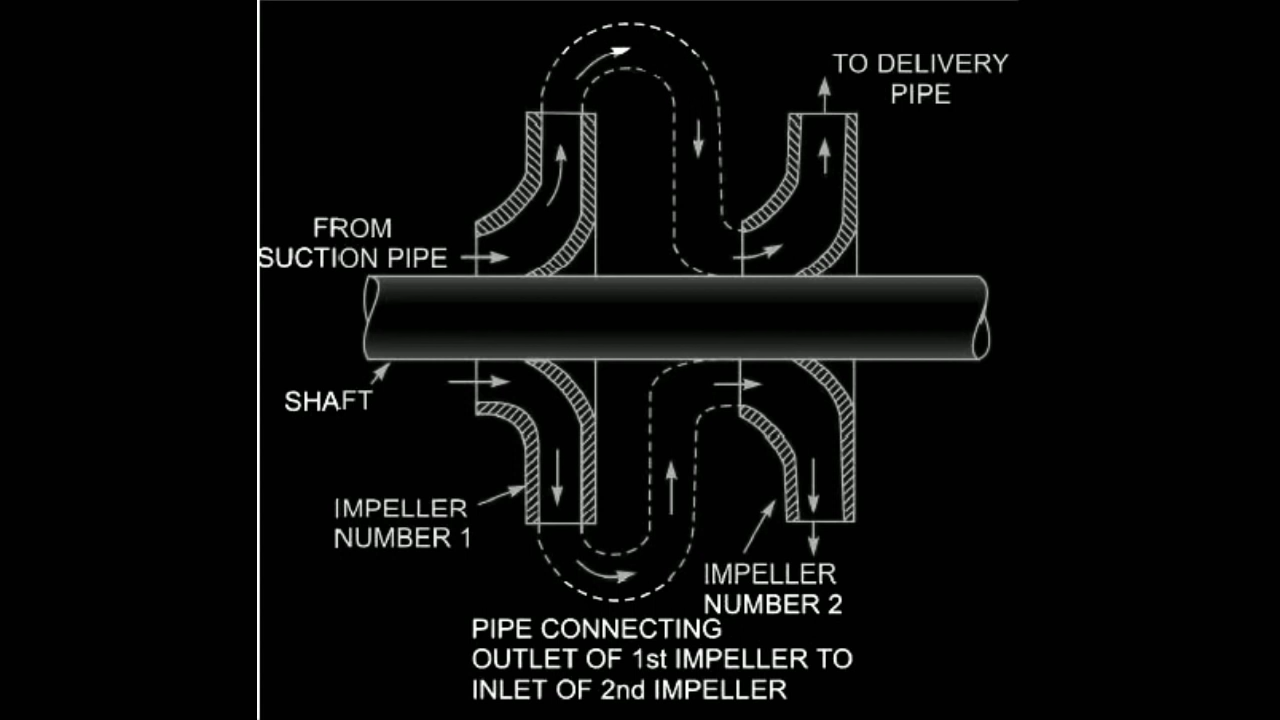 TO DELIVERY
PIPE
FROM
SUCTION PIPE
SHAFT
IMPELLER
NUMBER 1
IMPELLER
NUMBER 2
PIPE CONNECTING
OUTLET OF 1st IMPELLER TO
INLET OF 2nd IMPELLER